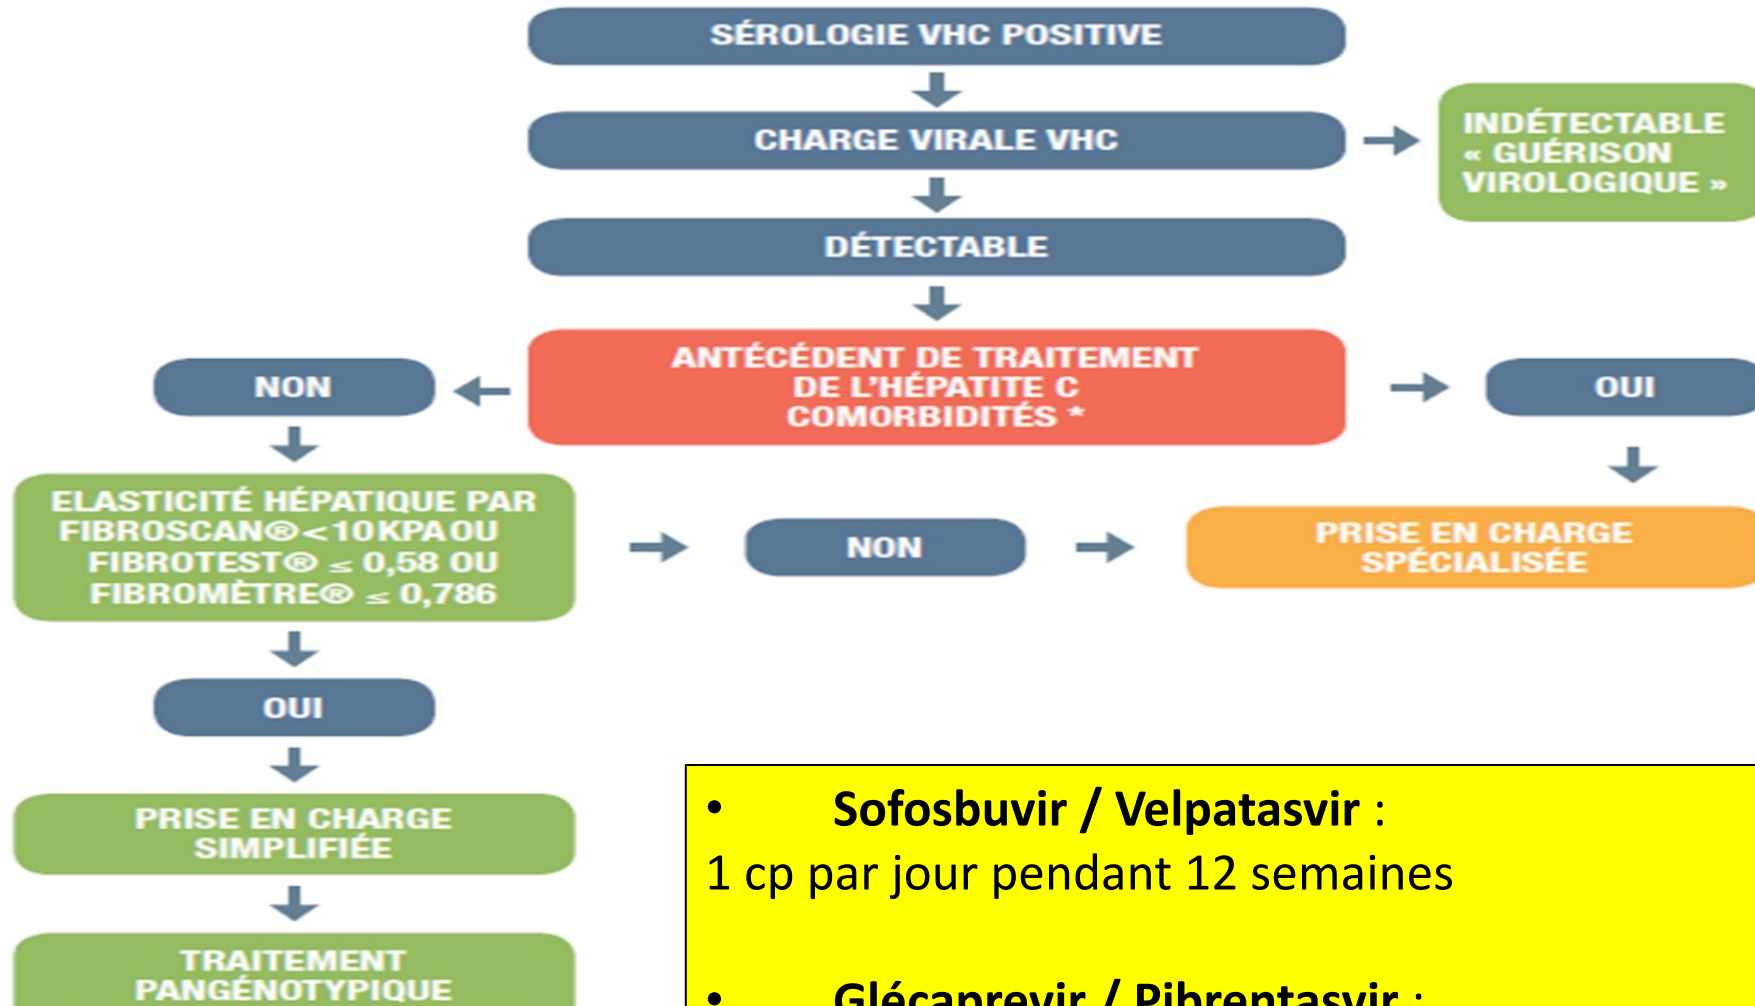 SÉROLOGIE VHC POSITIVE
CHARGE VIRALE VHC
INDÉTECTABLE
« GUÉRISON
VIROLOGIQUE »
DÉTECTABLE
ANTÉCÉDENT DE TRAITEMENT
DE L'HÉPATITE C
COMORBIDITÉS *
NON
OUI
ELASTICITÉ HÉPATIQUE PAR
FIBROSCAN®<10KPA OU
FIBROTEST® ≤ 0,58 OU
FIBROMÈTRE® ≤ 0,786
NON
PRISE EN CHARGE
SPÉCIALISÉE
OUI
PRISE EN CHARGE
SIMPLIFIÉE
TRAITEMENT
PANGÉNOTYPIQUE
• Sofosbuvir / Velpatasvir :
1 cp par jour pendant 12 semaines
• Glécaprevir / Pibrentasvir :